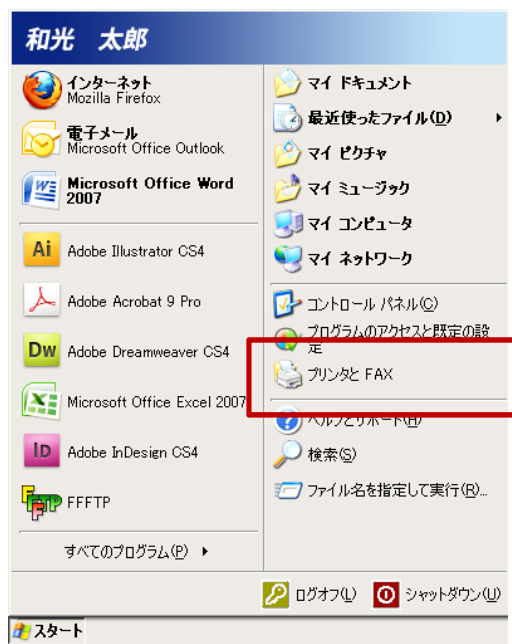 和光　太郎
インターネット
Mozilla Firefox
電子メール
Microsoft Office Outlook
Microsoft Office Word
2007
Adobe Illustrator CS4
Adobe Acrobat 9 Pro
Adobe Dreamweaver CS4
Microsoft Office Excel 2007
Adobe InDesign CS4
FFFTP
すべてのプログラム(P)
マイ ドキュメント
最近使ったファイル(D)
マイ ピクチャ
マイ ミュージック
マイ コンピュータ
マイ ネットワーク
コントロール パネル(C)
プログラムのアクセスと既定の設
定
プリンタと FAX
ヘルプとサポート(H)
検索(S)
ファイル名を指定して実行(R)...
ログオフ(L)
シャットダウン(U)
スタート